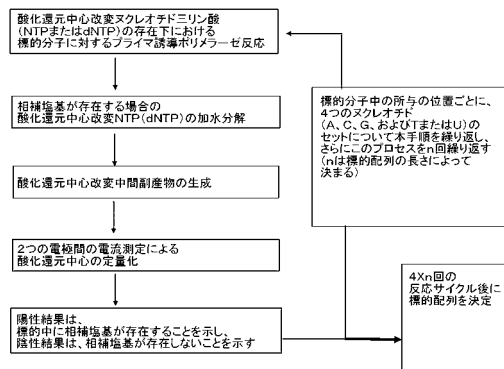 酸化還元中心改変ヌクレオチド三リン酸
(NTPまたはdNTP)の存在下における
標的分子に対するプライマ誘導ポリメラーゼ反応
相補塩基が存在する場合の
酸化還元中心改変NTP(dNTP)の加水分解
酸化還元中心改変中間副産物の生成
2つの電極間の電流測定による
酸化還元中心の定量化
陽性結果は、
標的中に相補塩基が存在することを示し、
陰性結果は、相補塩基が存在しないことを示す
標的分子中の所与の位置ごとに、
4つのヌクレオチド
(A、C、G、およびTまたはU)の
セットについて本手順を繰り返し、
さらにこのプロセスをn回繰り返す
(nは標的配列の長さによって
決まる)
4Xn回の
反応サイクル後に
標的配列を決定